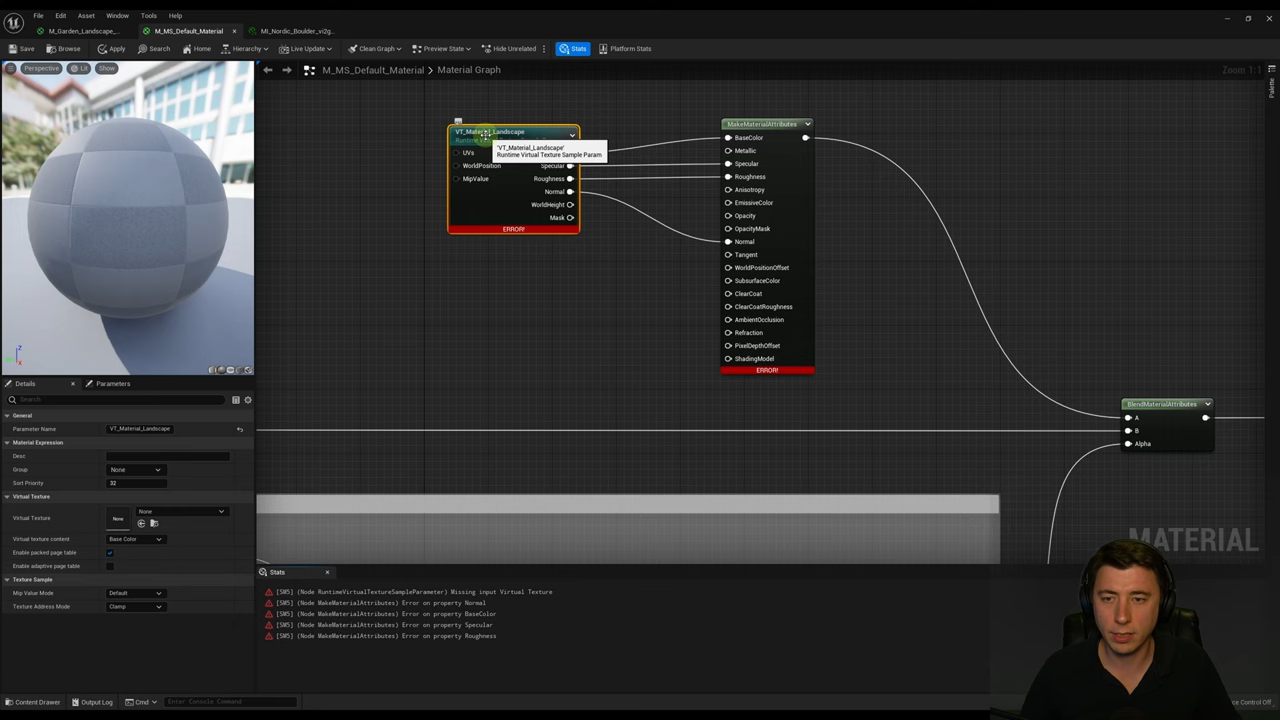 File Edit Asset Window Tools Help
M_Garden_Landscape_... M_MS_Default_Material MI_Nordic_Boulder_vi2g...
Save Browse Apply Search Home Hierarchy Live Update Clean Graph Preview State Hide Unrelated Stats Platform Stats
Perspective Lit Show
M_MS_Default_Material > Material Graph
Zoom 1:1
Palette
VT_Material_Landscape
'VT_Material_Landscape'
Runtime Virtual Texture Sample Param
UVs
WorldPosition Specular
MipValue Roughness
Normal
WorldHeight
Mask
ERROR!
MakeMaterialAttributes
BaseColor
Metallic
Specular
Roughness
Anisotropy
EmissiveColor
Opacity
OpacityMask
Normal
Tangent
WorldPositionOffset
SubsurfaceColor
ClearCoat
ClearCoatRoughness
AmbientOcclusion
Refraction
PixelDepthOffset
ShadingModel
ERROR!
BlendMaterialAttributes
A
B
Alpha
MATERIAL
Details Parameters
Search
General
Parameter Name VT_Material_Landscape
Material Expression
Desc
Group None
Sort Priority 32
Virtual Texture
Virtual Texture None None
Virtual texture content Base Color
Enable packed page table
Enable adaptive page table
Texture Sample
Mip Value Mode Default
Texture Address Mode Clamp
Stats
[SM5] (Node RuntimeVirtualTextureSampleParameter) Missing input Virtual Texture
[SM5] (Node MakeMaterialAttributes) Error on property Normal
[SM5] (Node MakeMaterialAttributes) Error on property BaseColor
[SM5] (Node MakeMaterialAttributes) Error on property Specular
[SM5] (Node MakeMaterialAttributes) Error on property Roughness
Content Drawer Output Log Cmd Enter Console Command
Control Off